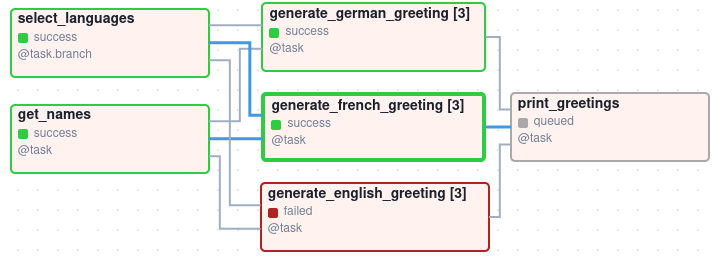 select_languages
success
@task.branch
get_names
success
@task
generate_german_greeting [3]
success
@task
generate_french_greeting [3]
success
@task
generate_english_greeting [3]
failed
@task
print_greetings
queued
@task